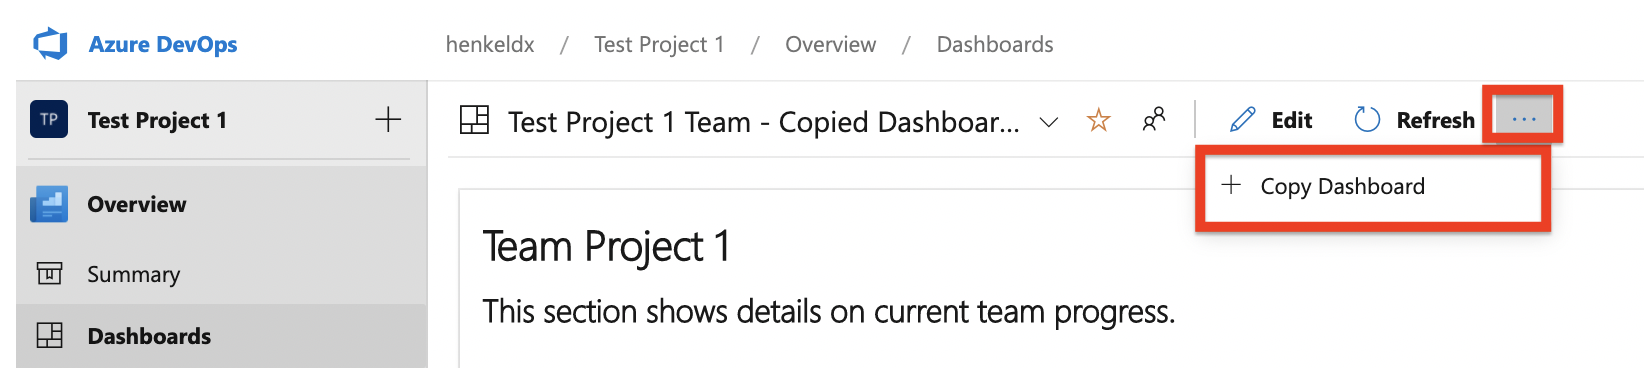 Azure DevOps
henkeldx / Test Project 1 / Overview / Dashboards
TP Test Project 1
Test Project 1 Team - Copied Dashboar... Edit Refresh ...
Copy Dashboard
Overview
Summary
Dashboards
Team Project 1
This section shows details on current team progress.